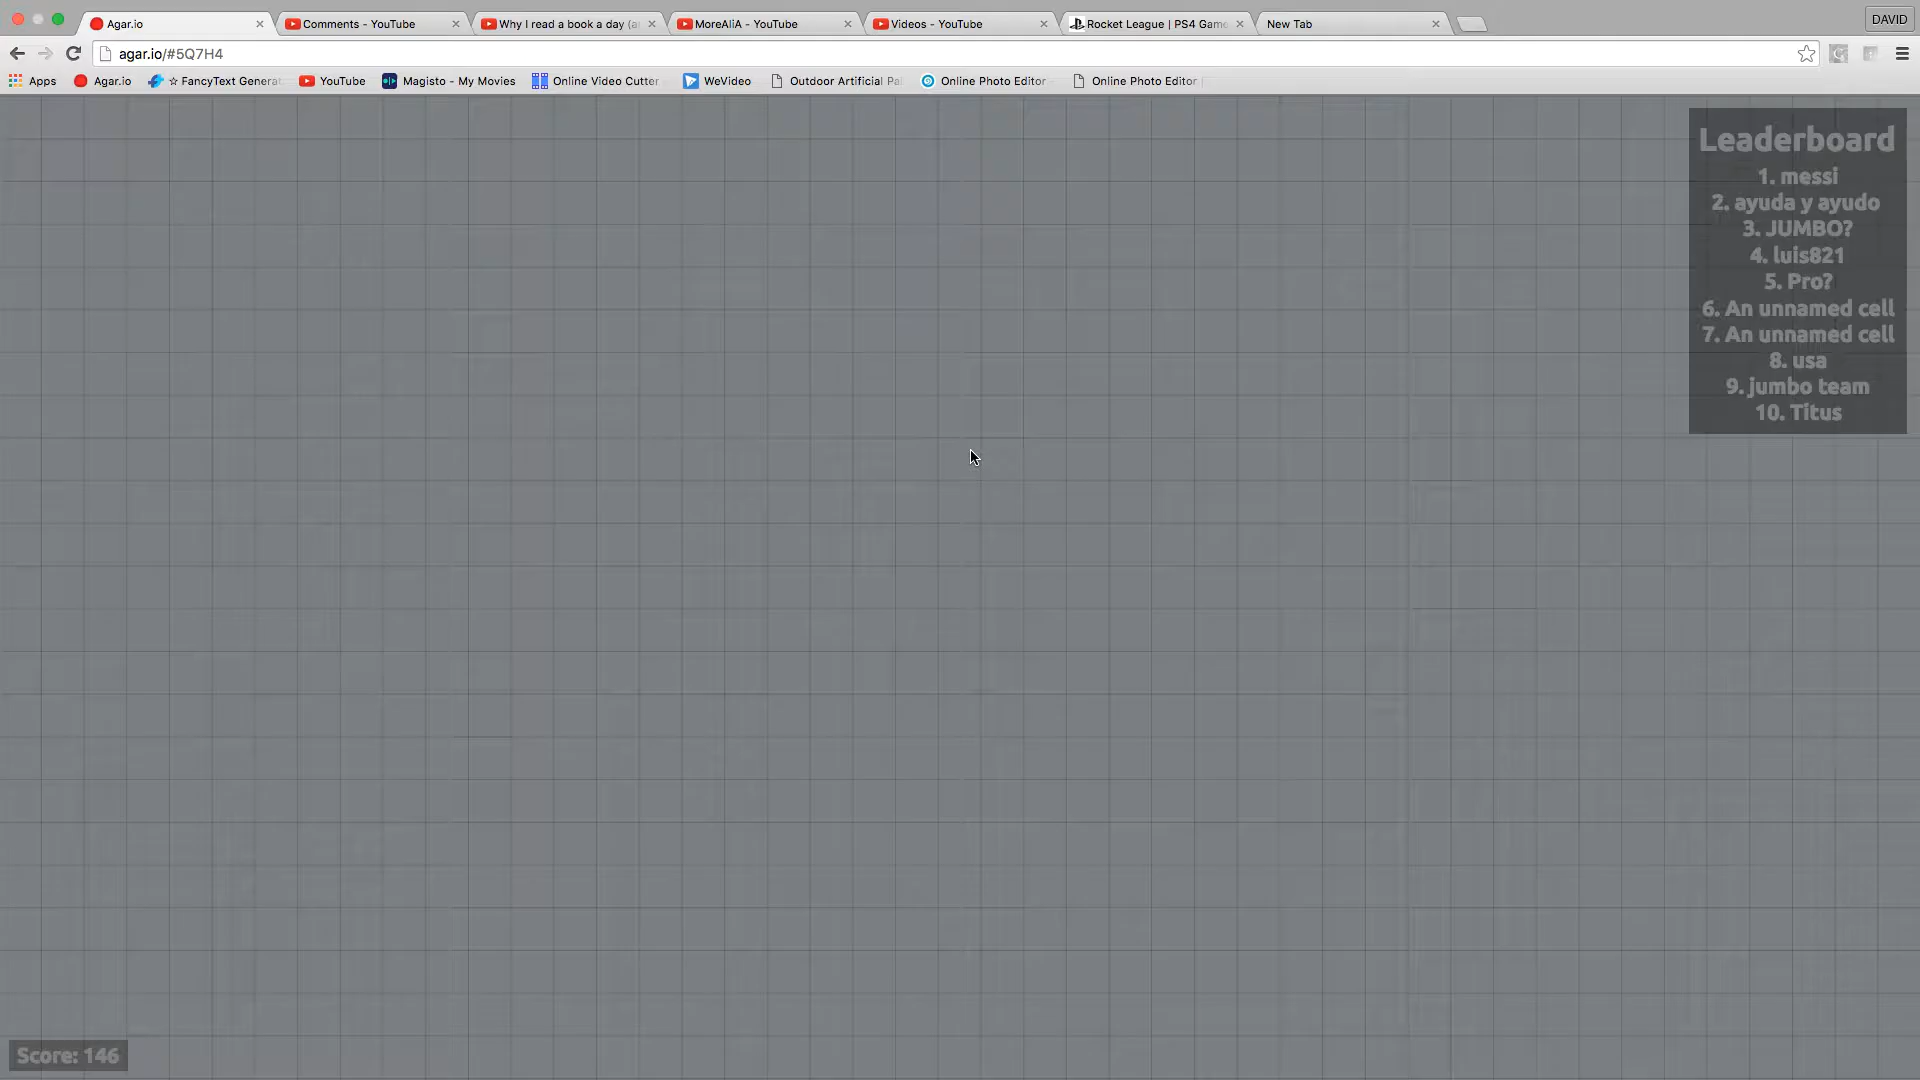 Agar.io
Comments - YouTube
Why I read a book a day (a
MoreAliA - YouTube
Videos - YouTube
Rocket League | PS4 Game
New Tab
DAVID
agar.io/#5Q7H4
Apps
Agar.io
☆ FancyText Generat
YouTube
Magisto - My Movies
Online Video Cutter
WeVideo
Outdoor Artificial Pa
Online Photo Editor
Online Photo Editor
Leaderboard
1. messi
2. ayuda y ayudo
3. JUMBO?
4. luis821
5. Pro?
6. An unnamed cell
7. An unnamed cell
8. usa
9. jumbo team
10. Titus
Score: 146